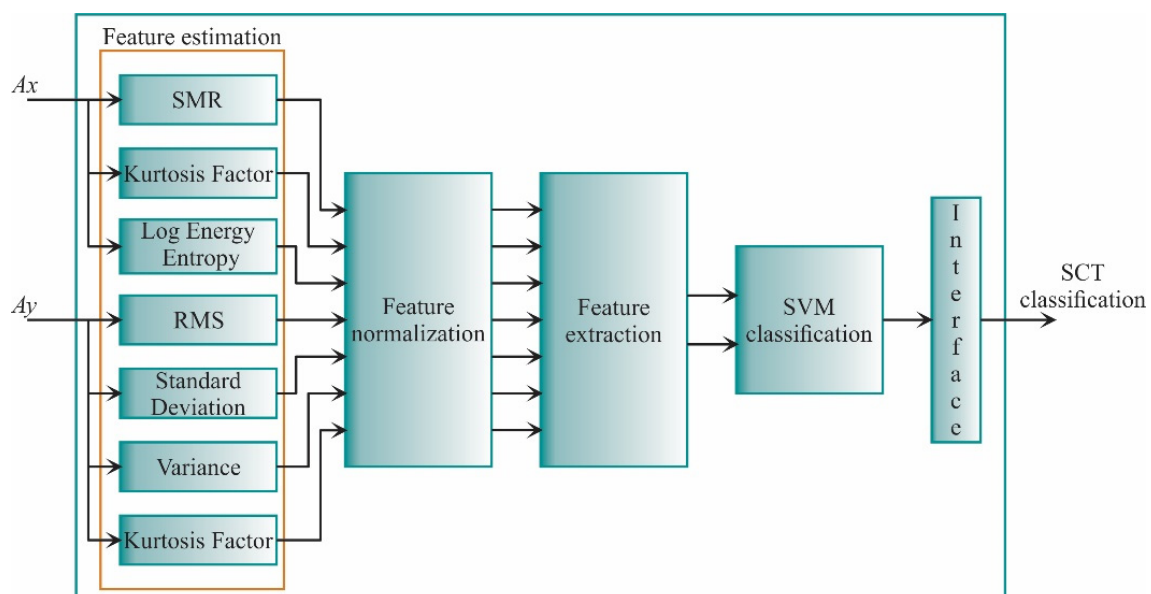 Feature estimation
Ax
SMR
Kurtosis Factor
Log Energy
Entropy
Ay
RMS
Standard
Deviation
Variance
Kurtosis Factor
Feature
normalization
Feature
extraction
SVM
classification
Interface
SCT
classification